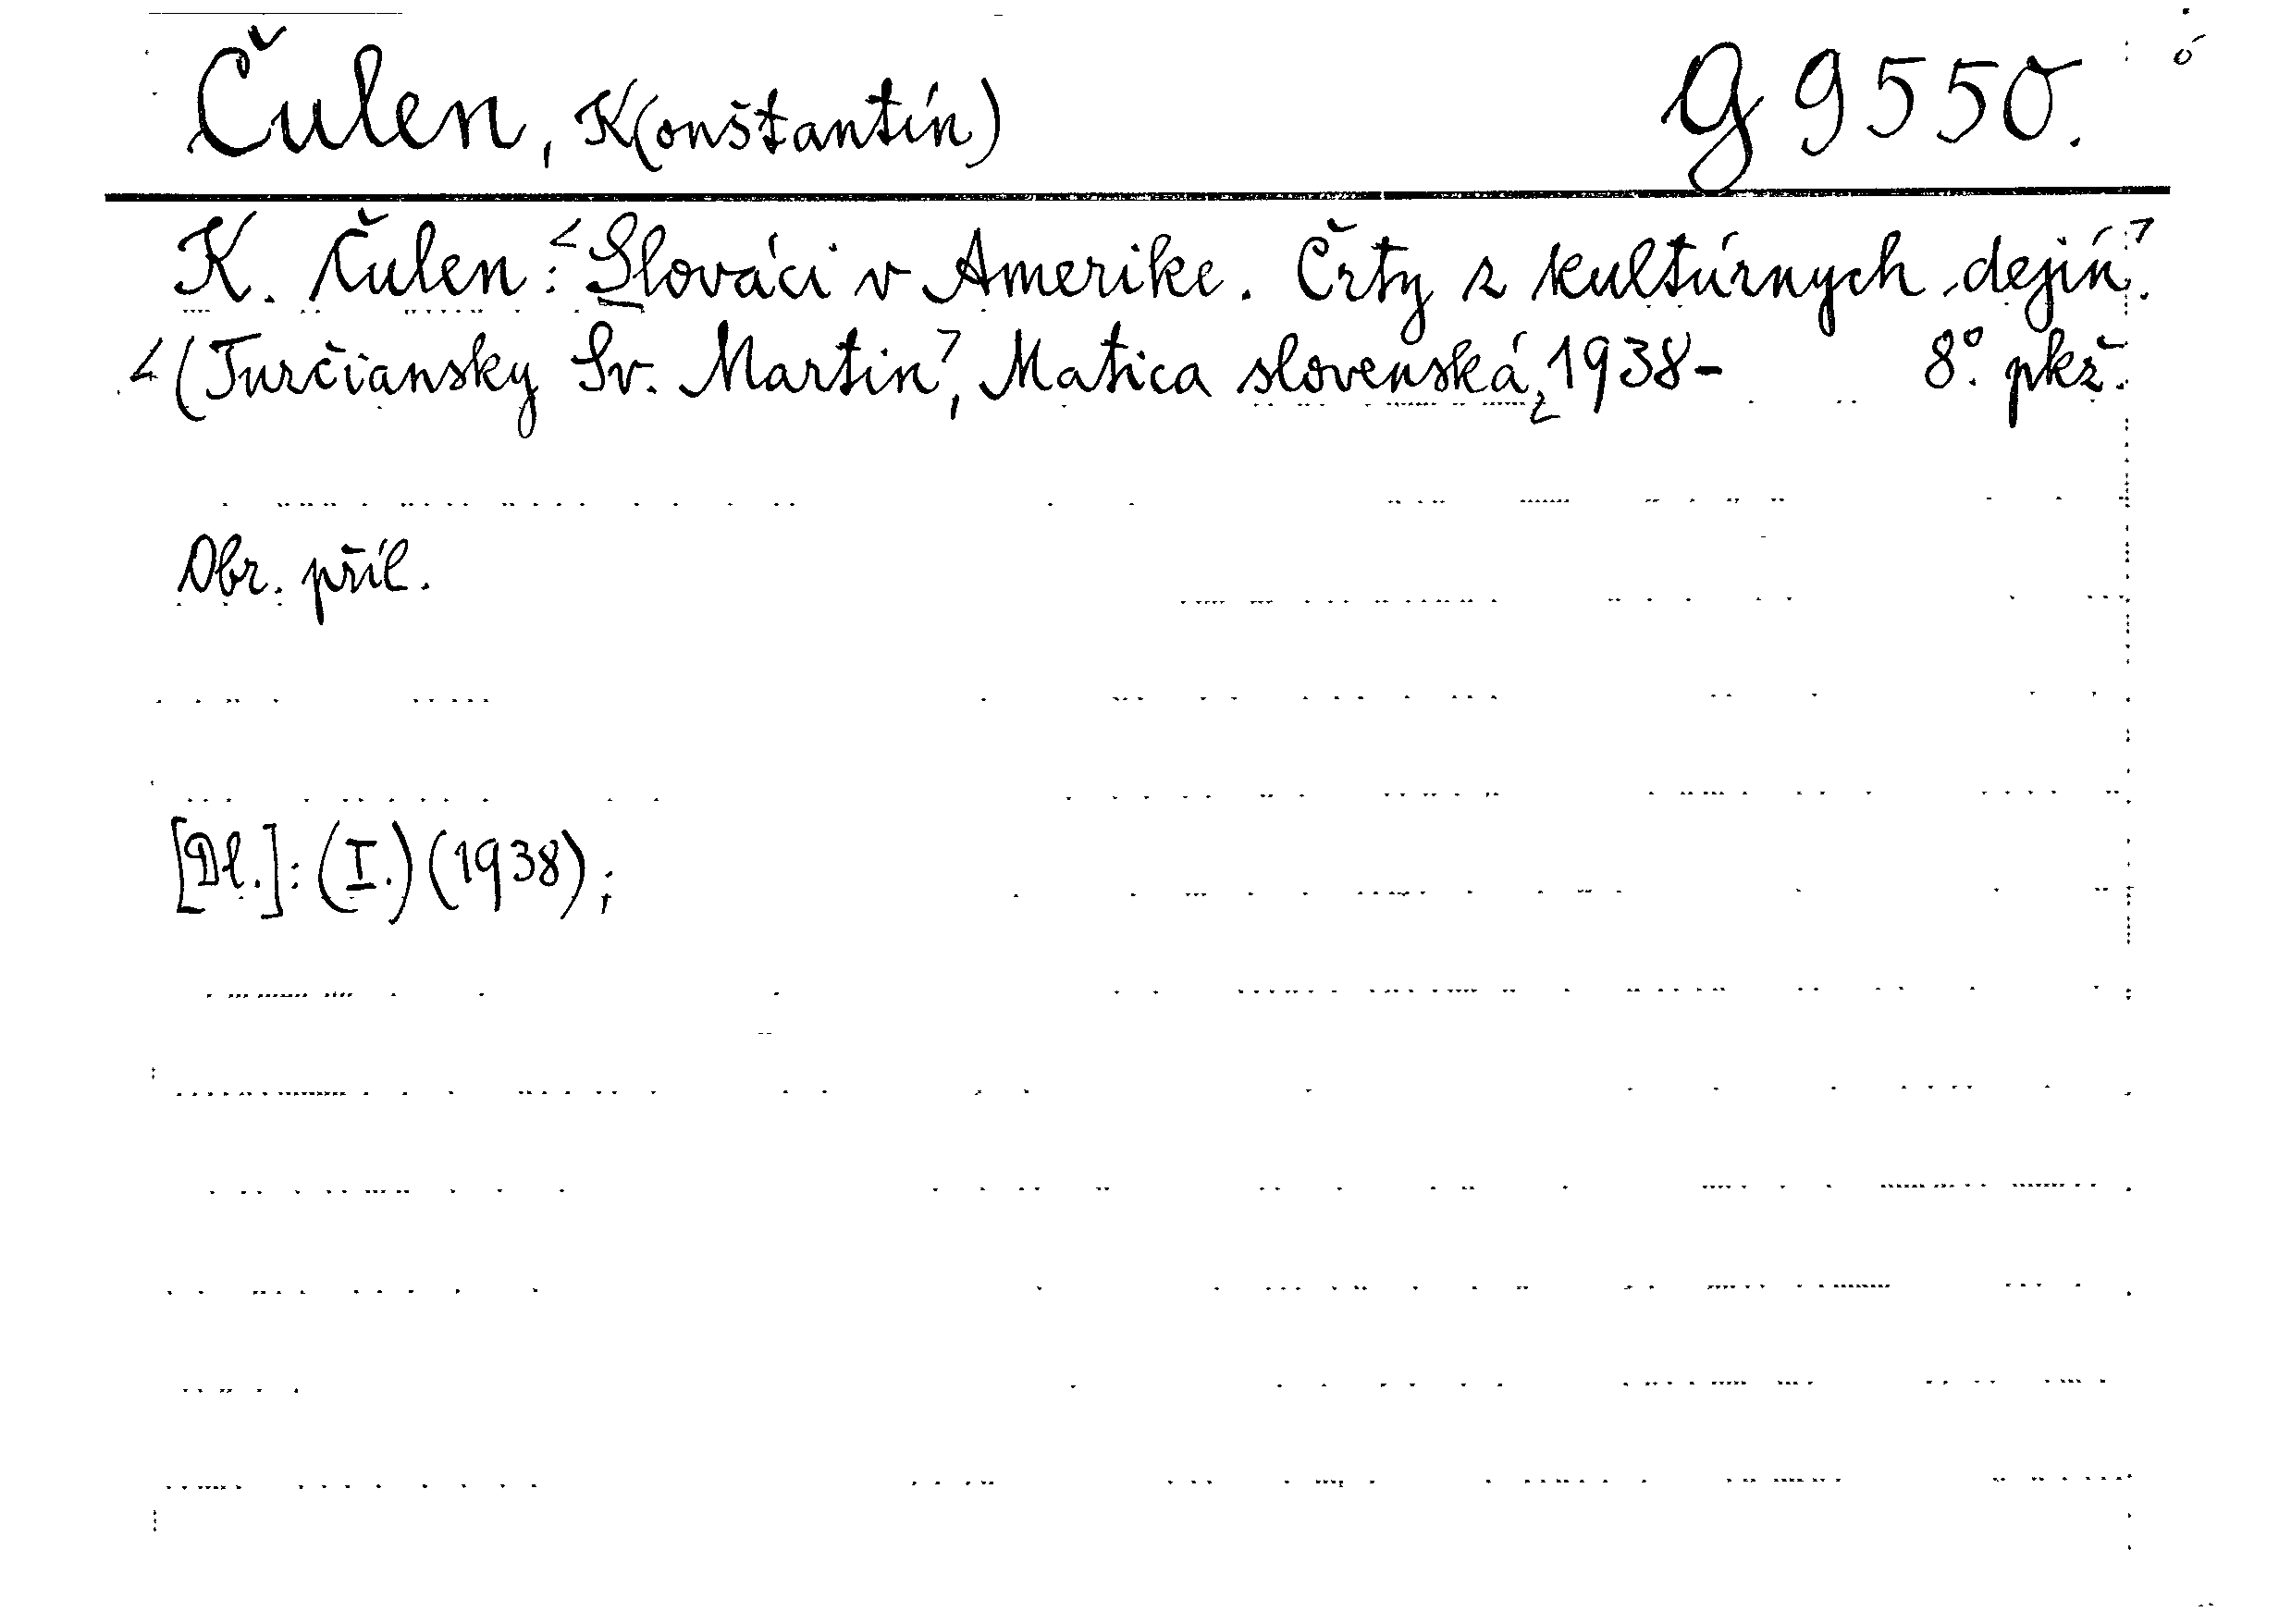 Čulen, K(onštantín) G 9550.
K. Čulen: <Slováci v Amerike. Črty z kultúrnych dejín>.
<(Turčiansky Sv. Martin>, Matica slovenská, 1938- 8°. pkž.
Obr. příl.
[Dl.]: (I.) (1938);